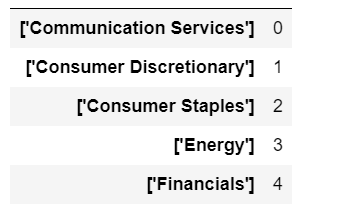 ['Communication Services'] 0
['Consumer Discretionary'] 1
['Consumer Staples'] 2
['Energy'] 3
['Financials'] 4